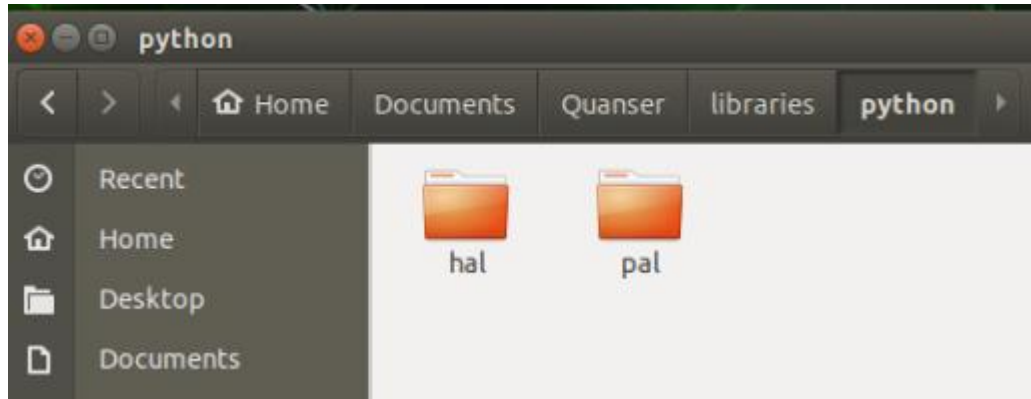 python
Home Documents Quanser libraries python
Recent
Home
Desktop
Documents
hal pal